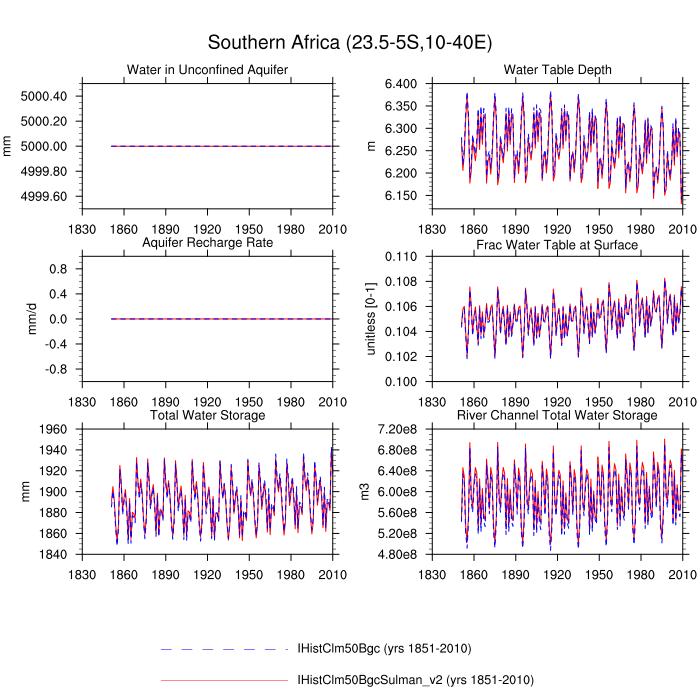 Southern Africa (23.5-5S,10-40E)
Water in Unconfined Aquifer
mm
5000.40
5000.20
5000.00
4999.80
4999.60
1830 1860 1890 1920 1950 1980 2010
Water Table Depth
m
6.400
6.350
6.300
6.250
6.200
6.150
1830 1860 1890 1920 1950 1980 2010
Aquifer Recharge Rate
mm/d
0.8
0.4
0.0
-0.4
-0.8
1830 1860 1890 1920 1950 1980 2010
Frac Water Table at Surface
unitless [0-1]
0.110
0.108
0.106
0.104
0.102
0.100
1830 1860 1890 1920 1950 1980 2010
Total Water Storage
mm
1960
1940
1920
1900
1880
1860
1840
1830 1860 1890 1920 1950 1980 2010
River Channel Total Water Storage
m3
7.20e8
6.80e8
6.40e8
6.00e8
5.60e8
5.20e8
4.80e8
1830 1860 1890 1920 1950 1980 2010
IHistClm50Bgc (yrs 1851-2010)
IHistClm50BgcSulman_v2 (yrs 1851-2010)